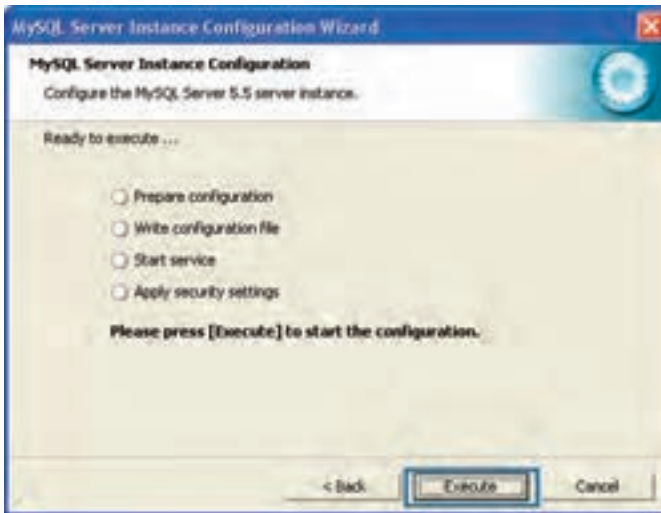 MySQL Server Instance Configuration Wizard
MySQL Server Instance Configuration
Configure the MySQL Server 5.5 server instance.
Ready to execute ...
Prepare configuration
Write configuration file
Start service
Apply security settings
Please press [Execute] to start the configuration.
< Back
Execute
Cancel